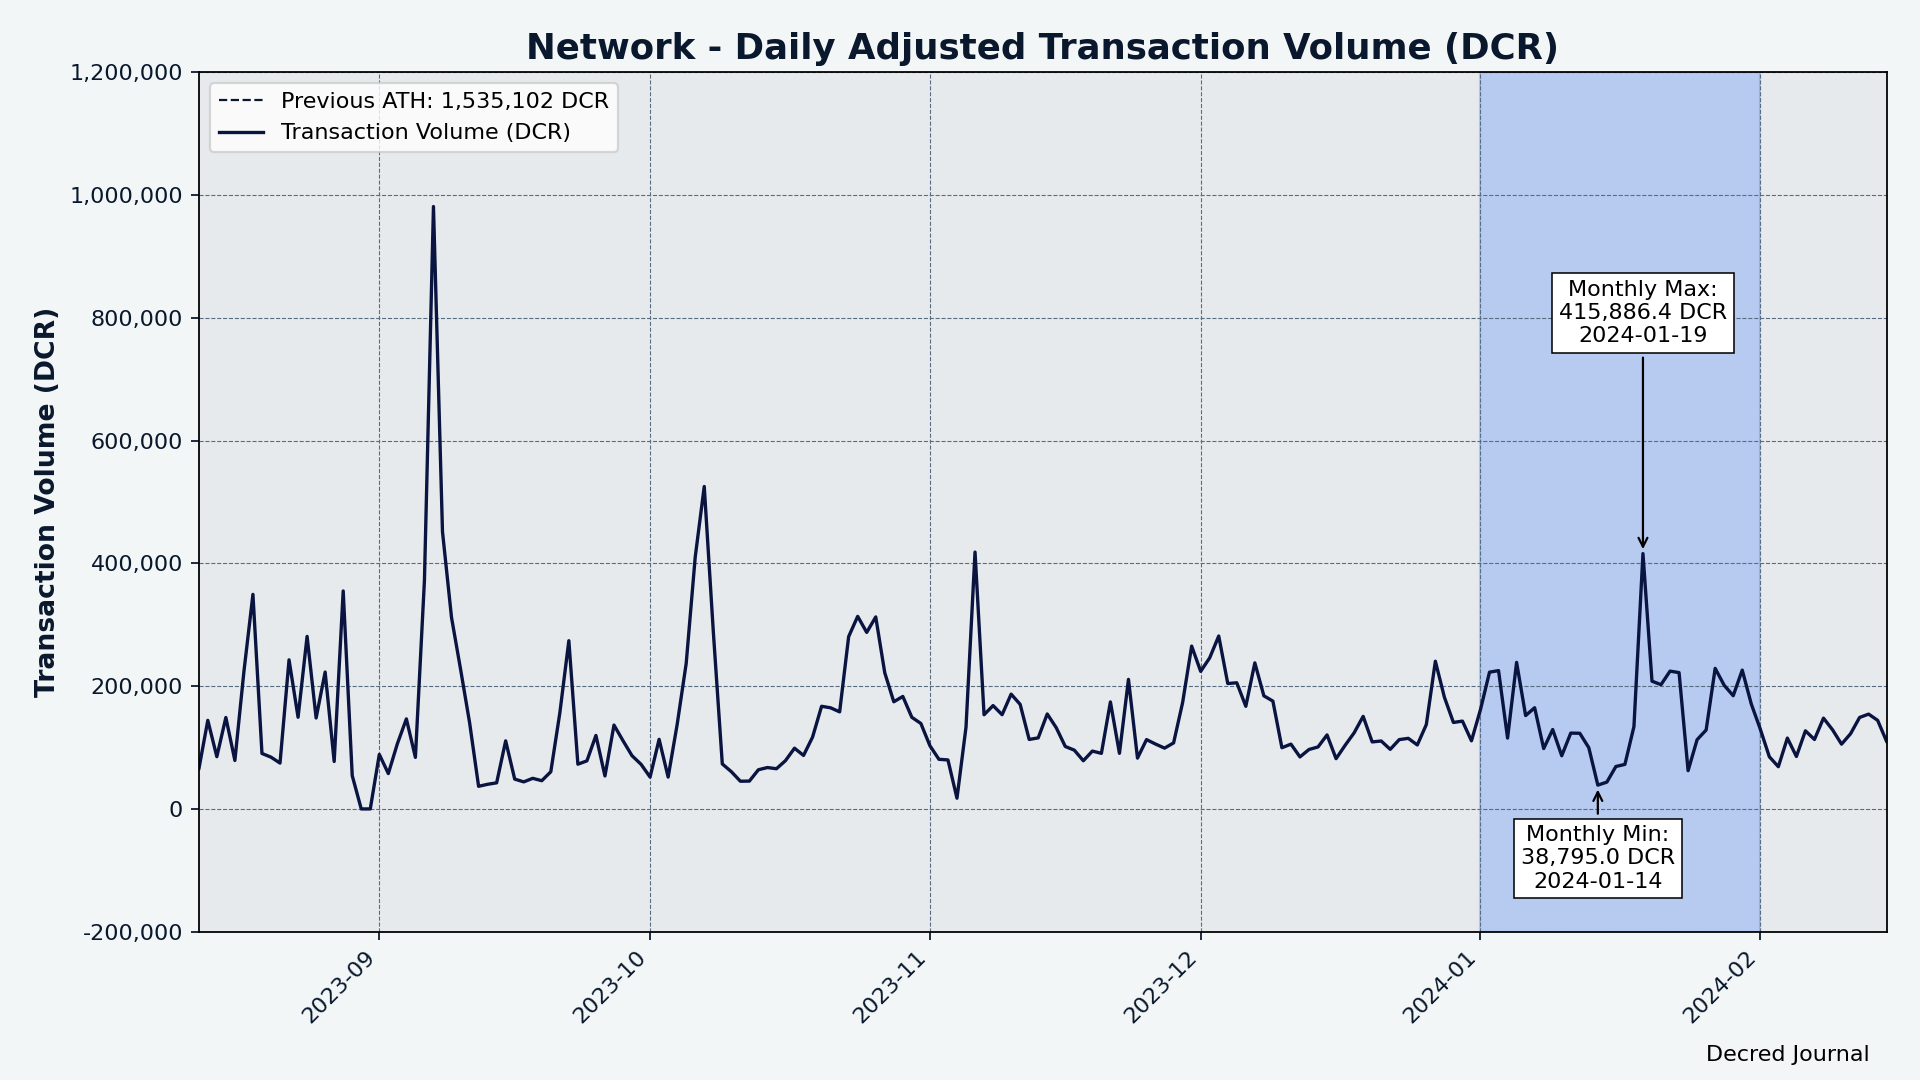 Network - Daily Adjusted Transaction Volume (DCR)
Previous ATH: 1,535,102 DCR
Transaction Volume (DCR)
Transaction Volume (DCR)
1,200,000
1,000,000
800,000
600,000
400,000
200,000
0
-200,000
Monthly Max:
415,886.4 DCR
2024-01-19
Monthly Min:
38,795.0 DCR
2024-01-14
2023-09
2023-10
2023-11
2023-12
2024-01
2024-02
Decred Journal